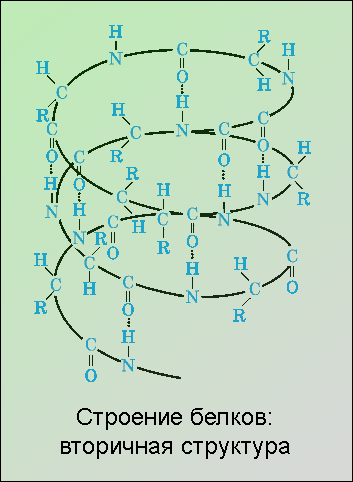 H R
N C H
C
H O N
H
C H
R H C
C C N C
O H
O C R O
H C
R
H O
H H
C N R
N H C C N
C
N R O R O
H C C
H H
C C H C O
N
R O R
H
C
N
O
Строение белков:
вторичная структура